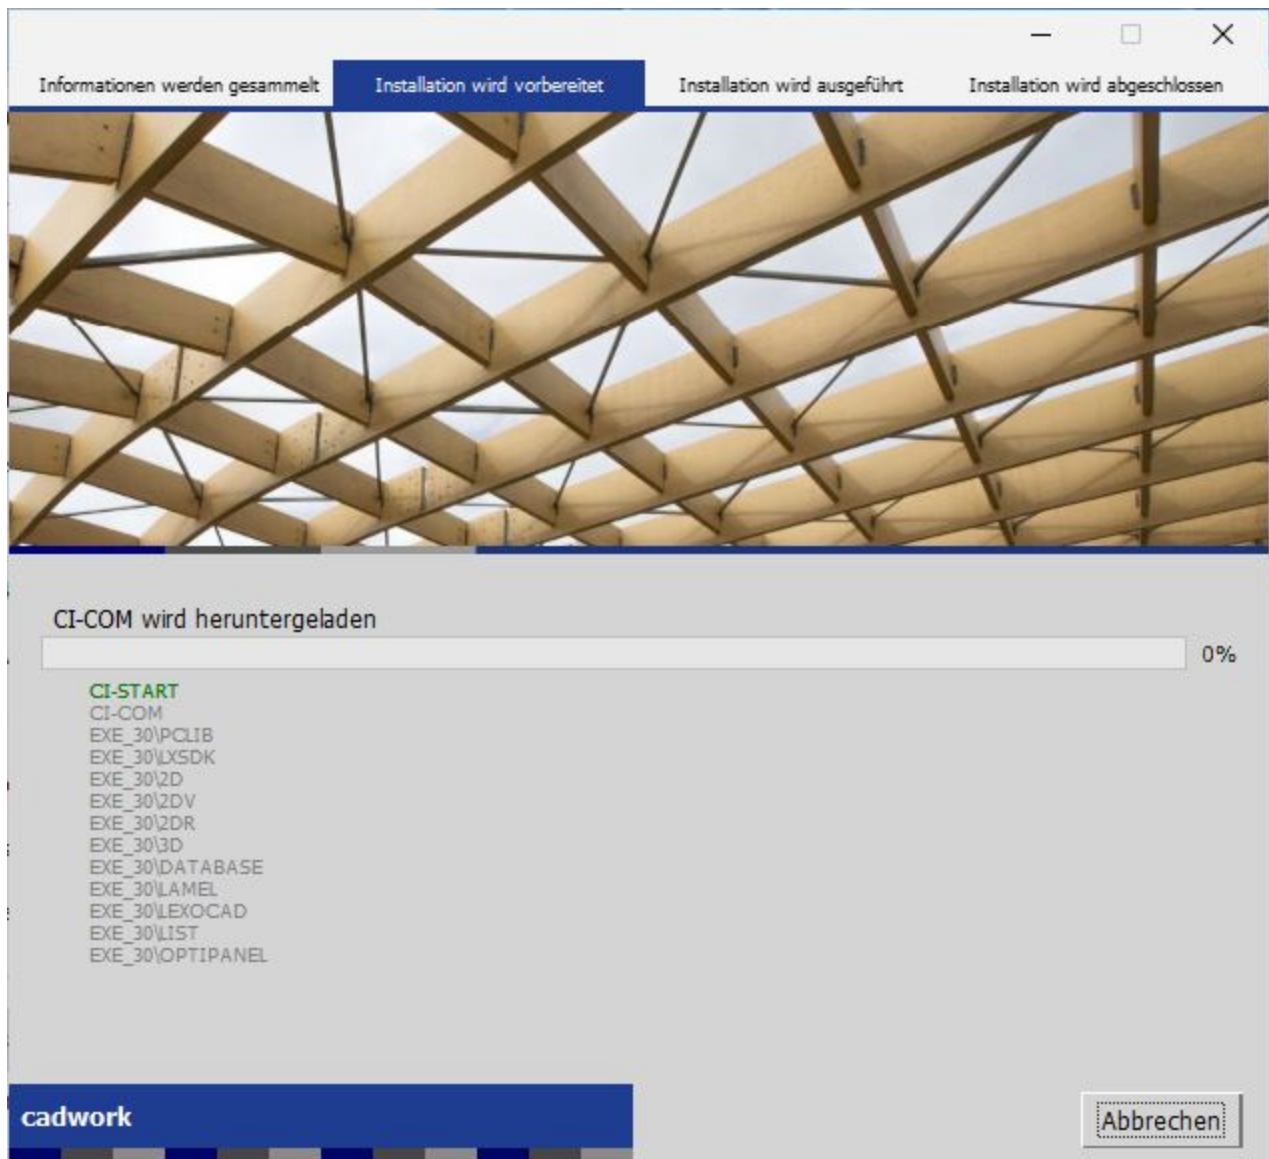 Informationen werden gesammelt Installation wird vorbereitet Installation wird ausgeführt Installation wird abgeschlossen
CI-COM wird heruntergeladen
0%
CI-START
CI-COM
EXE_30\PCLIB
EXE_30\LXSDK
EXE_30\2D
EXE_30\2DV
EXE_30\2DR
EXE_30\3D
EXE_30\DATABASE
EXE_30\LAMEL
EXE_30\LEXOCAD
EXE_30\LIST
EXE_30\OPTIPANEL
cadwork
Abbrechen